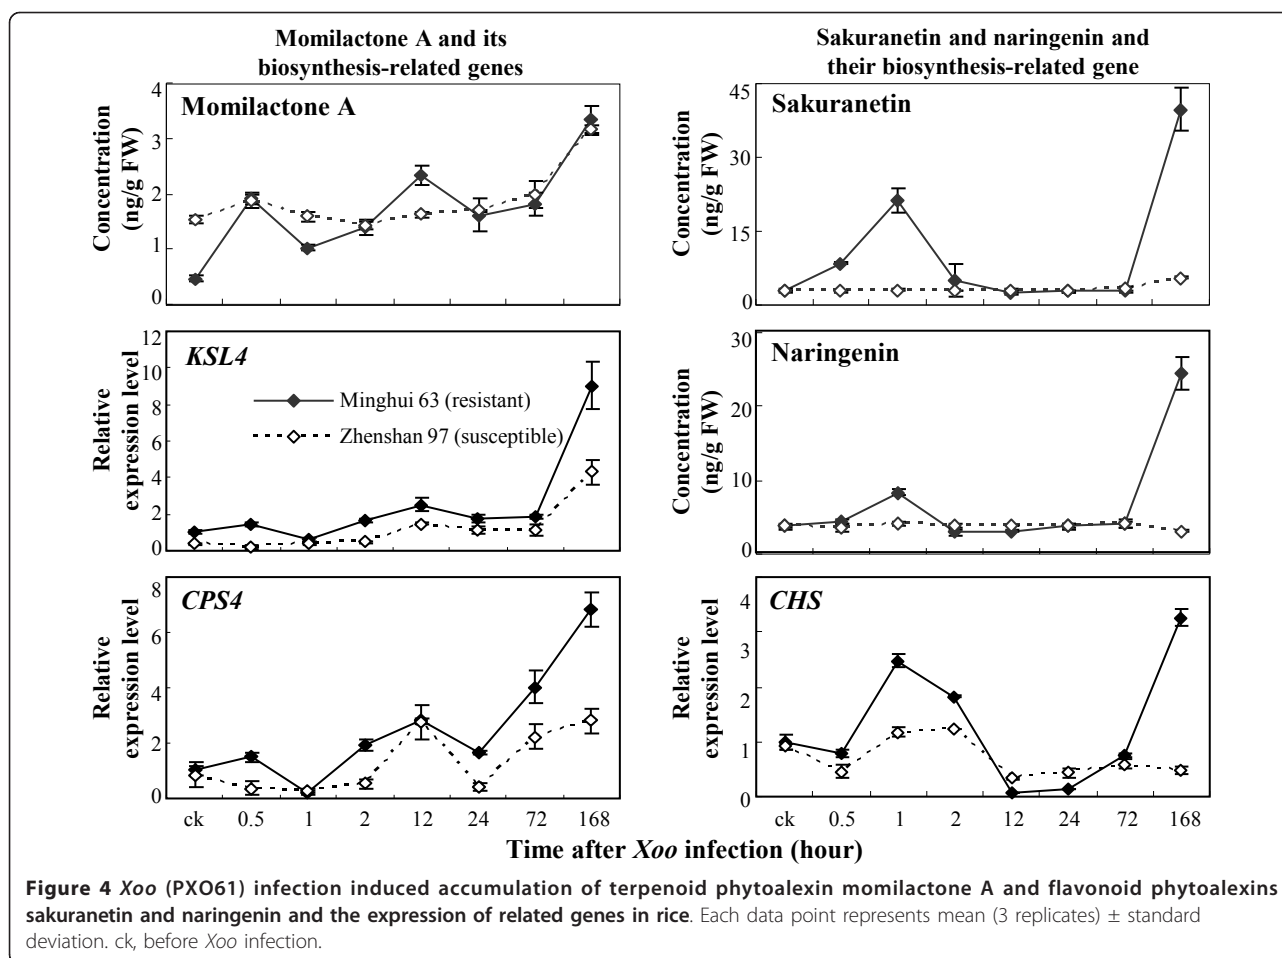 Momilactone A and its
biosynthesis-related genes
Sakuranetin and naringenin and
their biosynthesis-related gene
Momilactone A
Concentration
(ng/g FW)
4
3
2
1
0
Sakuranetin
Concentration
(ng/g FW)
45
30
15
0
KSL4
Minghui 63 (resistant)
Zhenshan 97 (susceptible)
Relative
expression level
12
10
8
6
4
2
0
Naringenin
Concentration
(ng/g FW)
30
20
10
0
CPS4
Relative
expression level
8
6
4
2
0
ck 0.5 1 2 12 24 72 168
CHS
Relative
expression level
4
3
2
1
0
ck 0.5 1 2 12 24 72 168
Time after Xoo infection (hour)
Figure 4 Xoo (PXO61) infection induced accumulation of terpenoid phytoalexin momilactone A and flavonoid phytoalexins
sakuranetin and naringenin and the expression of related genes in rice. Each data point represents mean (3 replicates) ± standard
deviation. ck, before Xoo infection.